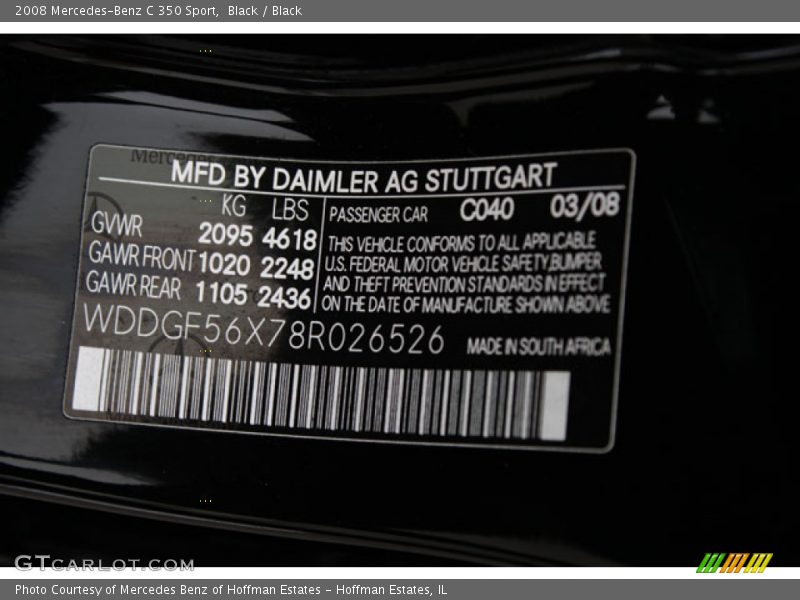 2008 Mercedes-Benz C 350 Sport,  Black / Black
Mercedes
MFD BY DAIMLER AG STUTTGART
KG LBS PASSENGER CAR C040 03/08
GVWR 2095 4618 THIS VEHICLE CONFORMS TO ALL APPLICABLE
GAWR FRONT 1020 2248 U.S. FEDERAL MOTOR VEHICLE SAFETY,BUMPER,
GAWR REAR 1105 2436 AND THEFT PREVENTION STANDARDS IN EFFECT
ON THE DATE OF MANUFACTURE SHOWN ABOVE
WDDGF56X78R026526 MADE IN SOUTH AFRICA
GTCARLOT.COM
Photo Courtesy of Mercedes Benz of Hoffman Estates - Hoffman Estates, IL